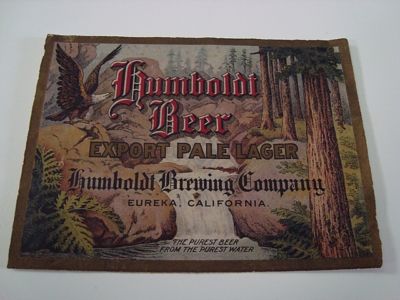 Humboldt
Beer
EXPORT PALE LAGER
Humboldt Brewing Company
EUREKA, CALIFORNIA.
THE PUREST BEER
FROM THE PUREST WATER